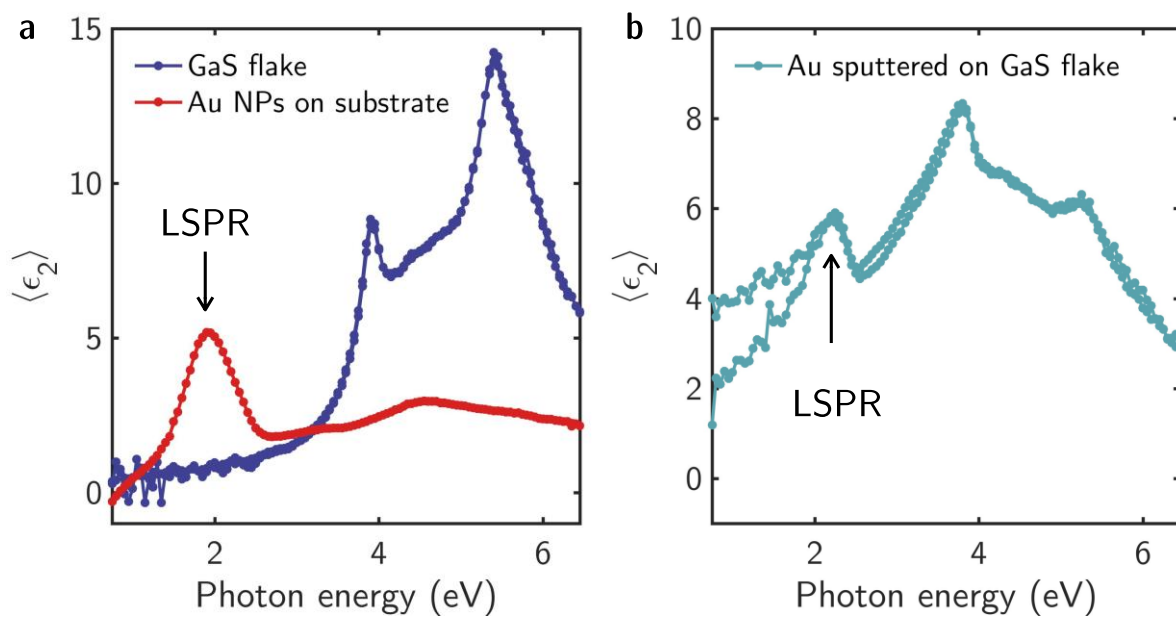 a
15
10
5
0
⟨ϵ2⟩
GaS flake
Au NPs on substrate
LSPR
2 4 6
Photon energy (eV)
b
10
8
6
4
2
0
⟨ϵ2⟩
Au sputtered on GaS flake
LSPR
2 4 6
Photon energy (eV)